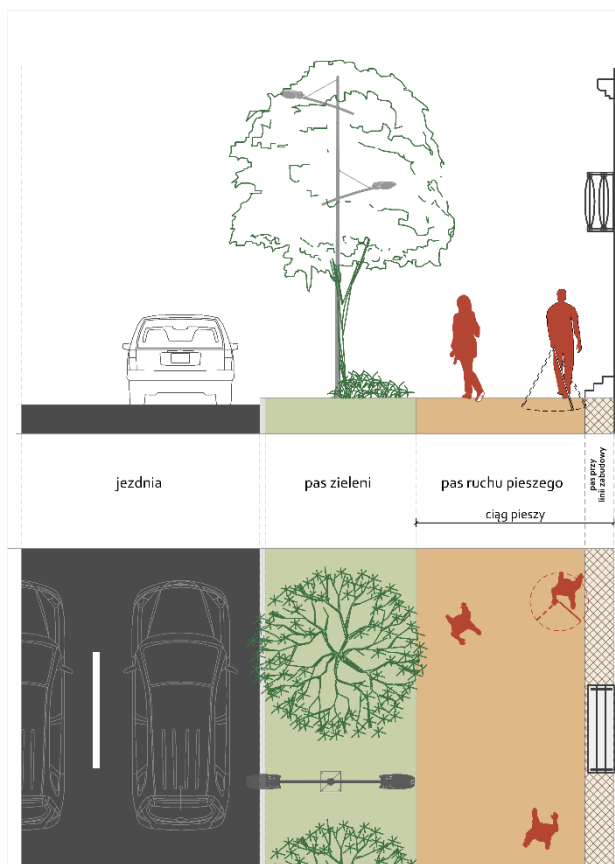 jezdnia
pas zieleni
pas ruchu pieszego
pas przy
linii zabudowy
ciąg pieszy